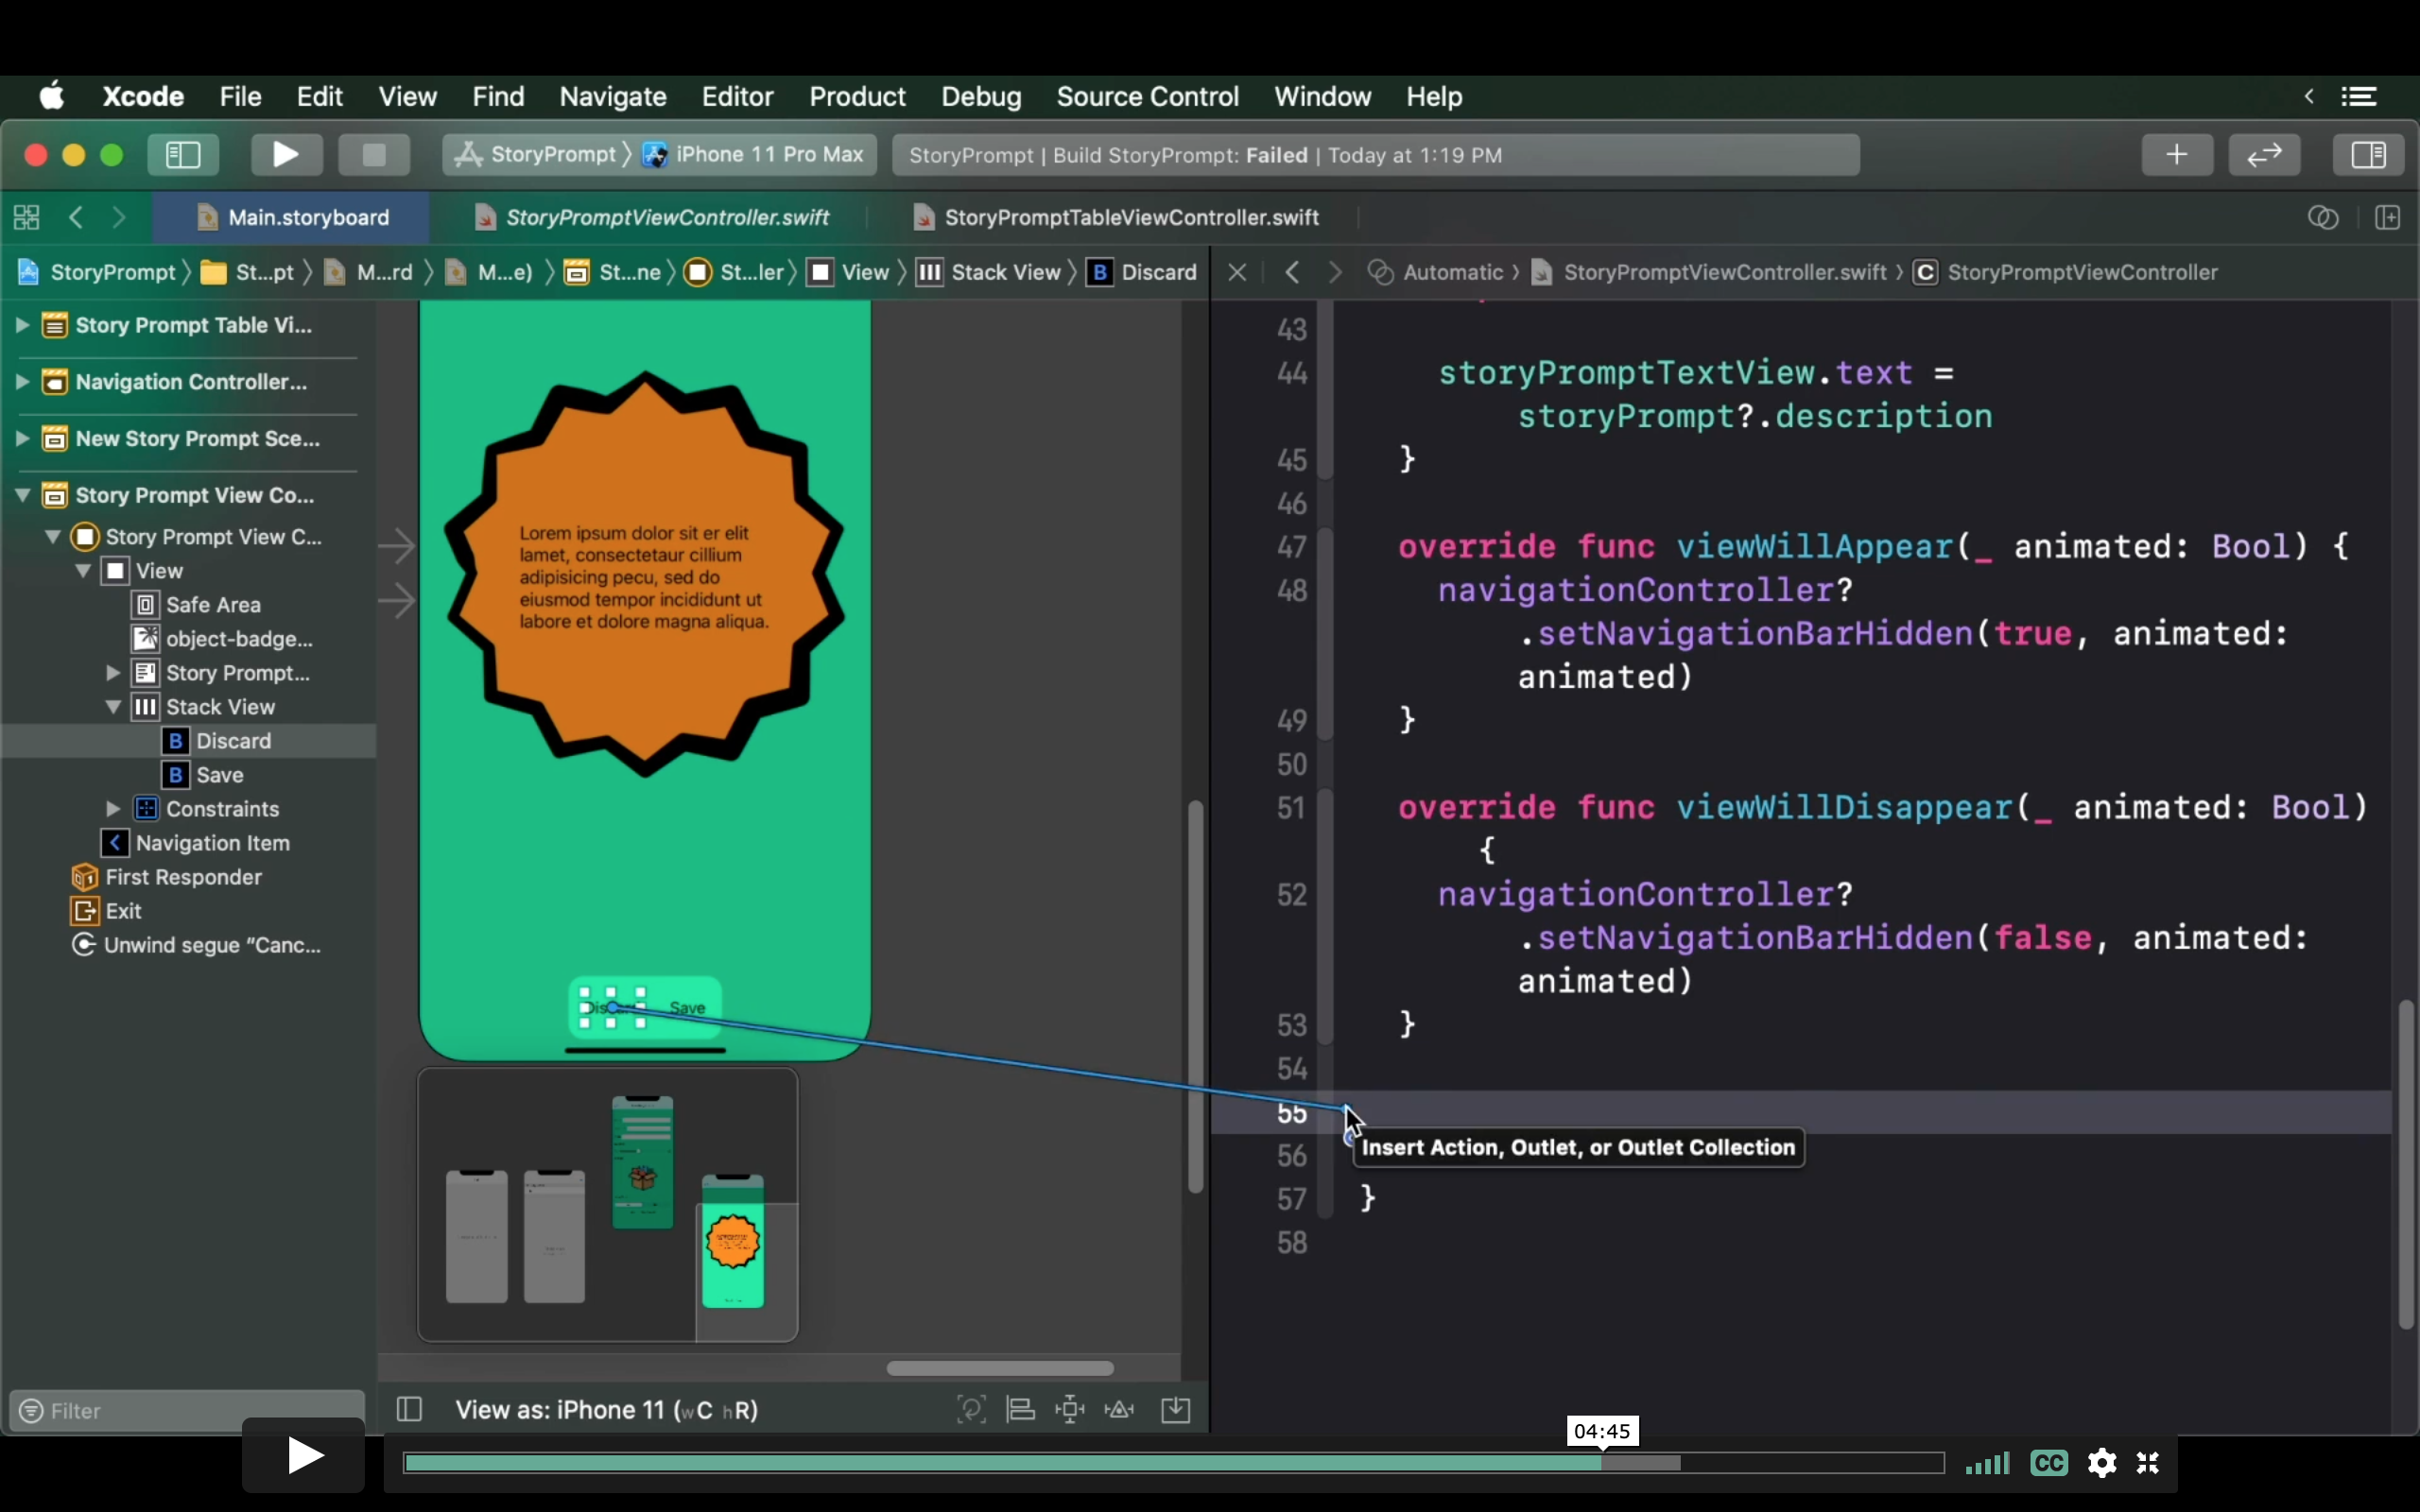 Xcode File Edit View Find Navigate Editor Product Debug Source Control Window Help
StoryPrompt 〉 iPhone 11 Pro Max
StoryPrompt | Build StoryPrompt: Failed | Today at 1:19 PM
Main.storyboard
StoryPromptViewController.swift
StoryPromptTableViewController.swift
StoryPrompt 〉 St...pt 〉 M...rd 〉 M...e) 〉 St...ne 〉 St...ler 〉 View 〉 Stack View 〉 B Discard
Automatic 〉 StoryPromptViewController.swift 〉 C StoryPromptViewController
Story Prompt Table Vi...
Navigation Controller...
New Story Prompt Sce...
Story Prompt View Co...
Story Prompt View C...
View
Safe Area
object-badge...
Story Prompt...
Stack View
B Discard
B Save
Constraints
Navigation Item
First Responder
Exit
Unwind segue “Canc...
Filter
Lorem ipsum dolor sit er elit
lamet, consectetaur cillium
adipisicing pecu, sed do
eiusmod tempor incididunt ut
labore et dolore magna aliqua.
Save
View as: iPhone 11 (wC hR)
43
44 storyPromptTextView.text =
storyPrompt?.description
45 }
46
47 override func viewWillAppear(_ animated: Bool) {
48 navigationController?
.setNavigationBarHidden(true, animated:
animated)
49 }
50
51 override func viewWillDisappear(_ animated: Bool)
{
52 navigationController?
.setNavigationBarHidden(false, animated:
animated)
53 }
54
55
Insert Action, Outlet, or Outlet Collection
56
57 }
58
04:45
CC